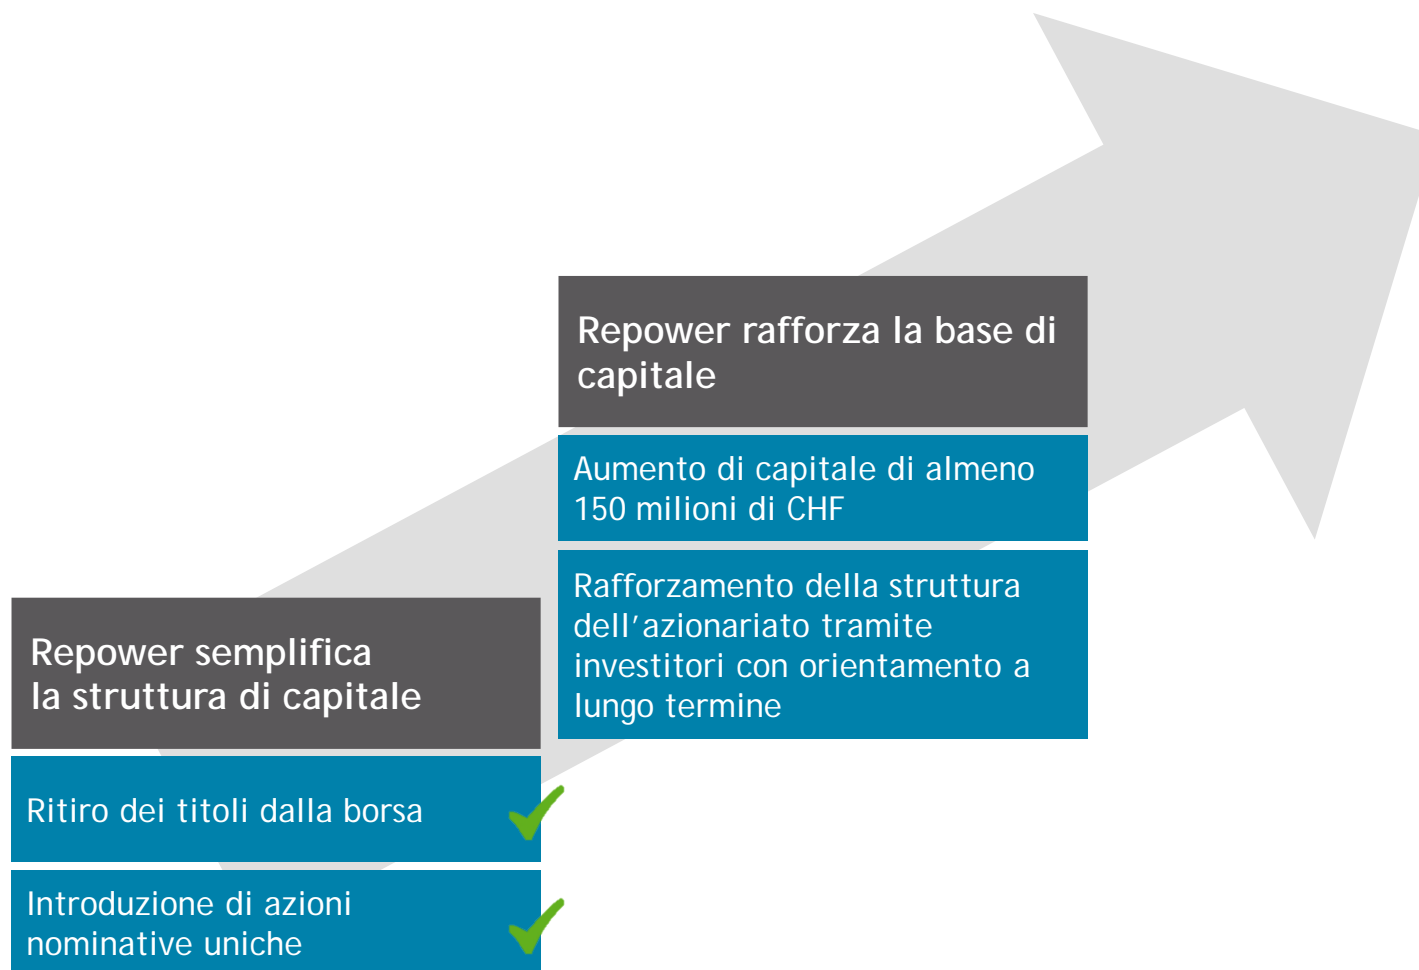 Repower rafforza la base di
capitale
Aumento di capitale di almeno
150 milioni di CHF
Rafforzamento della struttura
dell’azionariato tramite
investitori con orientamento a
lungo termine
Repower semplifica
la struttura di capitale
Ritiro dei titoli dalla borsa
Introduzione di azioni
nominative uniche